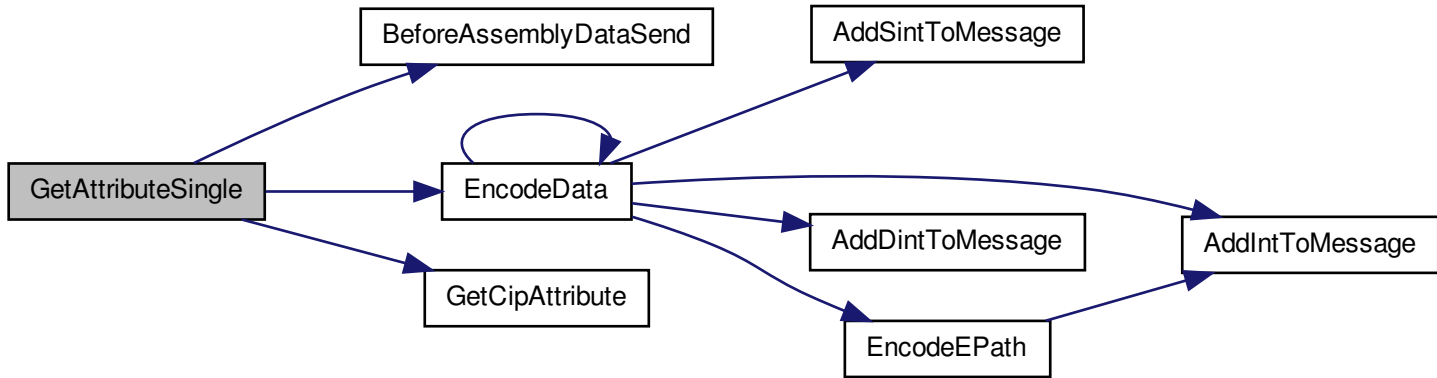 BeforeAssemblyDataSend
AddSintToMessage
GetAttributeSingle
EncodeData
AddDintToMessage
AddIntToMessage
GetCipAttribute
EncodeEPath